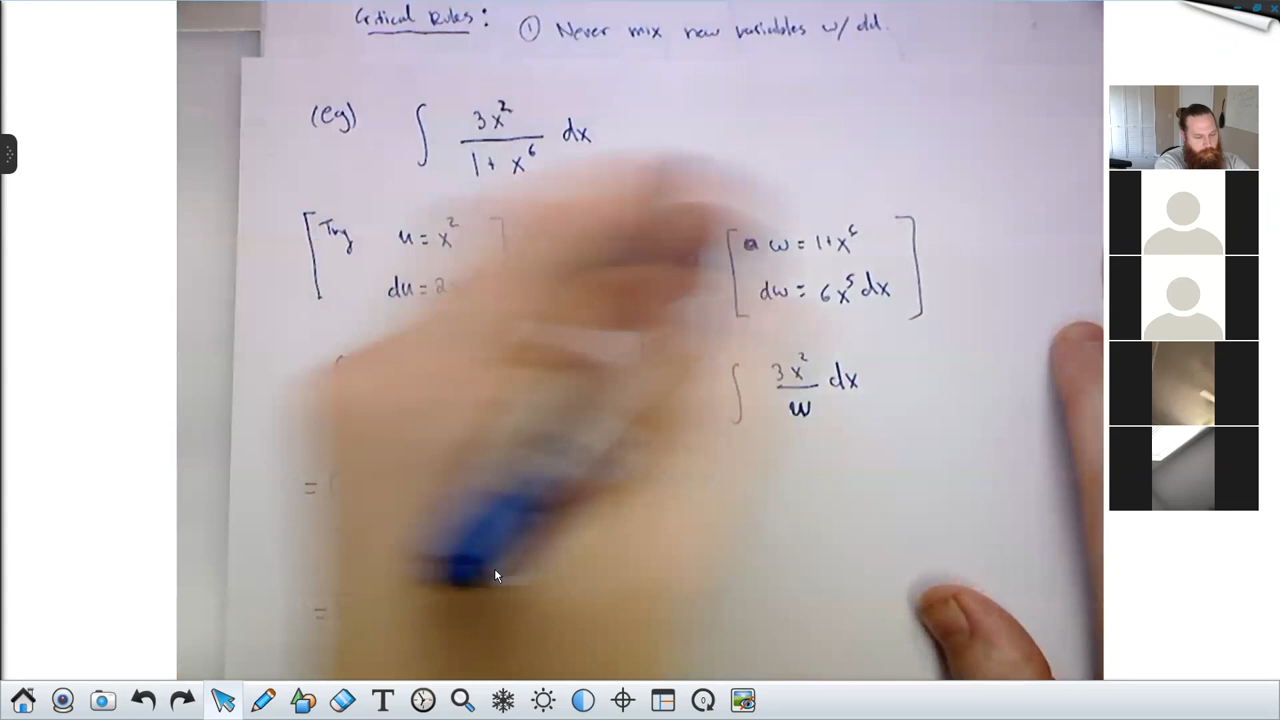 Critical Rules: ① Never mix new variables w/ old.
(eg) ∫ 3x² / (1 + x⁶) dx
[Try u = x²
du = 2
[ w = 1+x⁶
dw = 6x⁵ dx ]
∫ 3x² / w dx
=
=
T